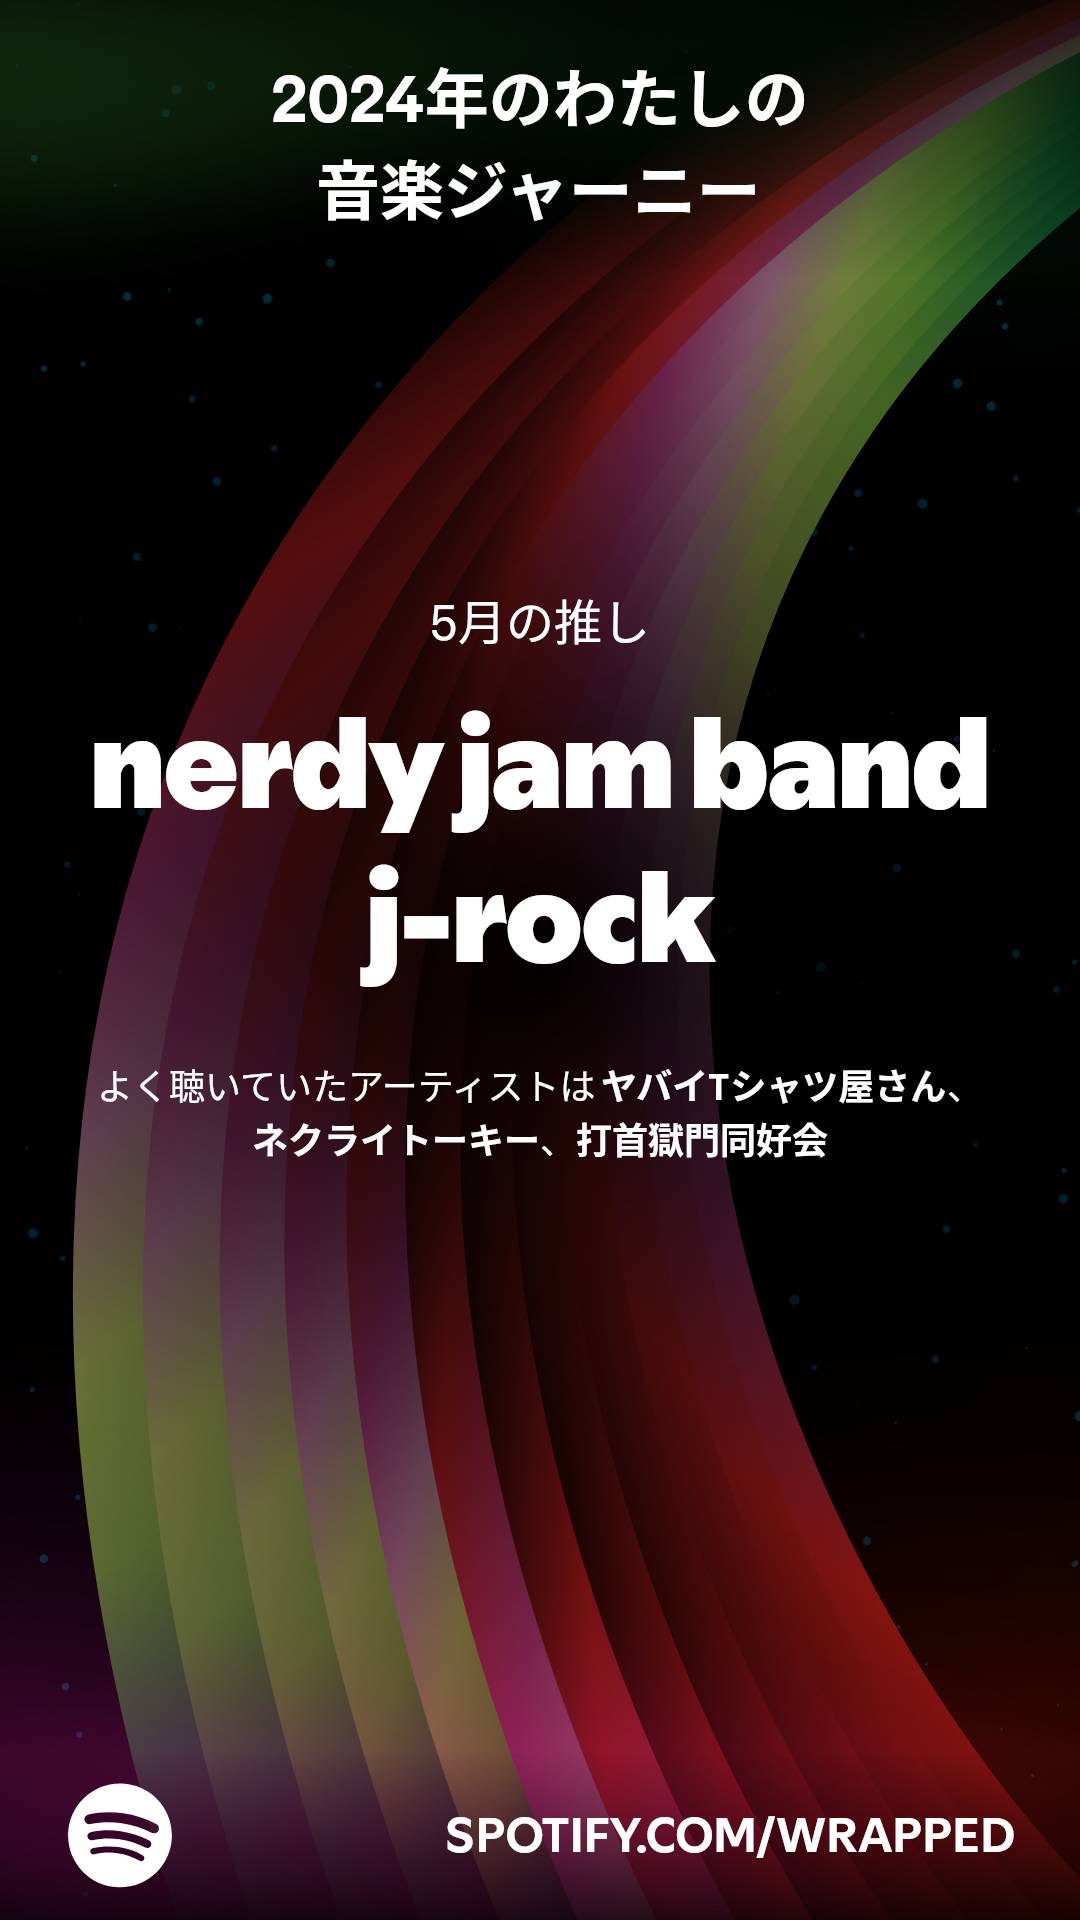 2024年のわたしの
音楽ジャーニー
5月の推し
nerdy jam band
j-rock
よく聴いていたアーティストは ヤバイTシャツ屋さん、
ネクライトーキー、打首獄門同好会
SPOTIFY.COM/WRAPPED